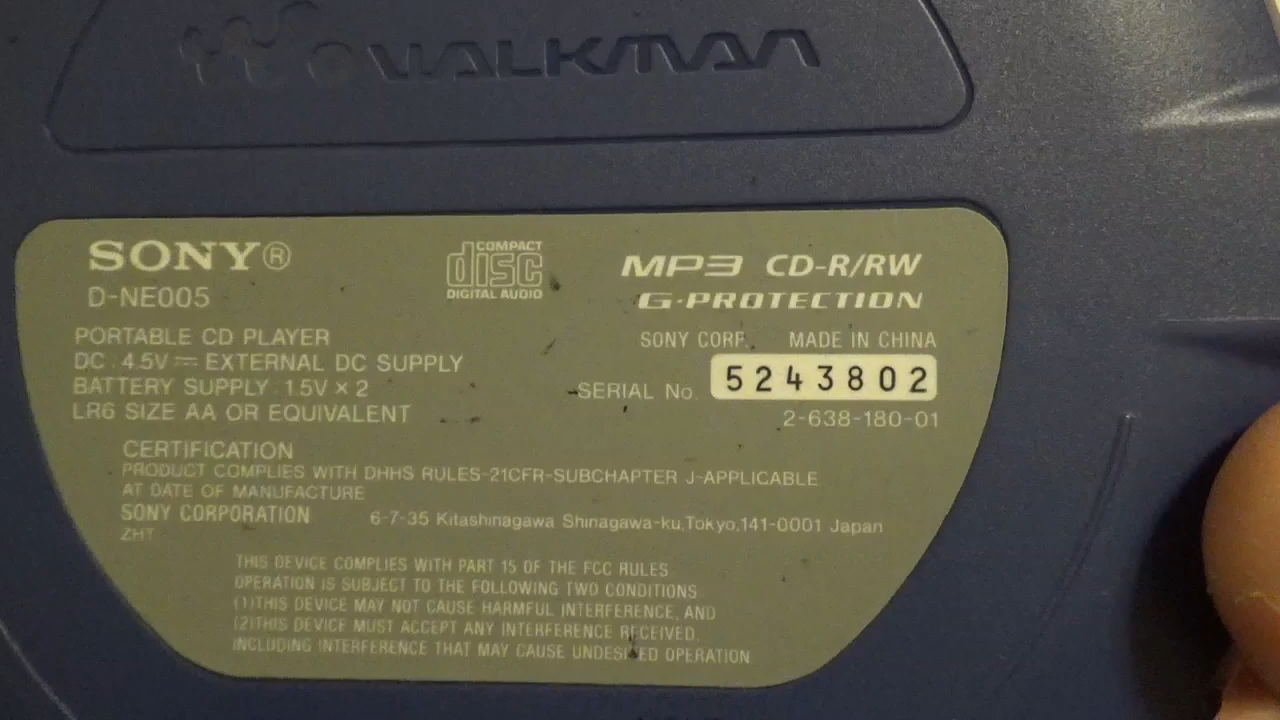 WALKMAN
SONY®
D-NE005
COMPACT
disc
DIGITAL AUDIO
MP3 CD-R/RW
G-PROTECTION
PORTABLE CD PLAYER
DC 4.5V ⎓ EXTERNAL DC SUPPLY
BATTERY SUPPLY 1.5V × 2
LR6 SIZE AA OR EQUIVALENT
SONY CORP. MADE IN CHINA
SERIAL No. 5243802
2-638-180-01
CERTIFICATION
PRODUCT COMPLIES WITH DHHS RULES-21CFR-SUBCHAPTER J-APPLICABLE
AT DATE OF MANUFACTURE
SONY CORPORATION 6-7-35 Kitashinagawa Shinagawa-ku,Tokyo,141-0001 Japan
ZHT
THIS DEVICE COMPLIES WITH PART 15 OF THE FCC RULES
OPERATION IS SUBJECT TO THE FOLLOWING TWO CONDITIONS
(1)THIS DEVICE MAY NOT CAUSE HARMFUL INTERFERENCE, AND
(2)THIS DEVICE MUST ACCEPT ANY INTERFERENCE RECEIVED,
INCLUDING INTERFERENCE THAT MAY CAUSE UNDESIRED OPERATION